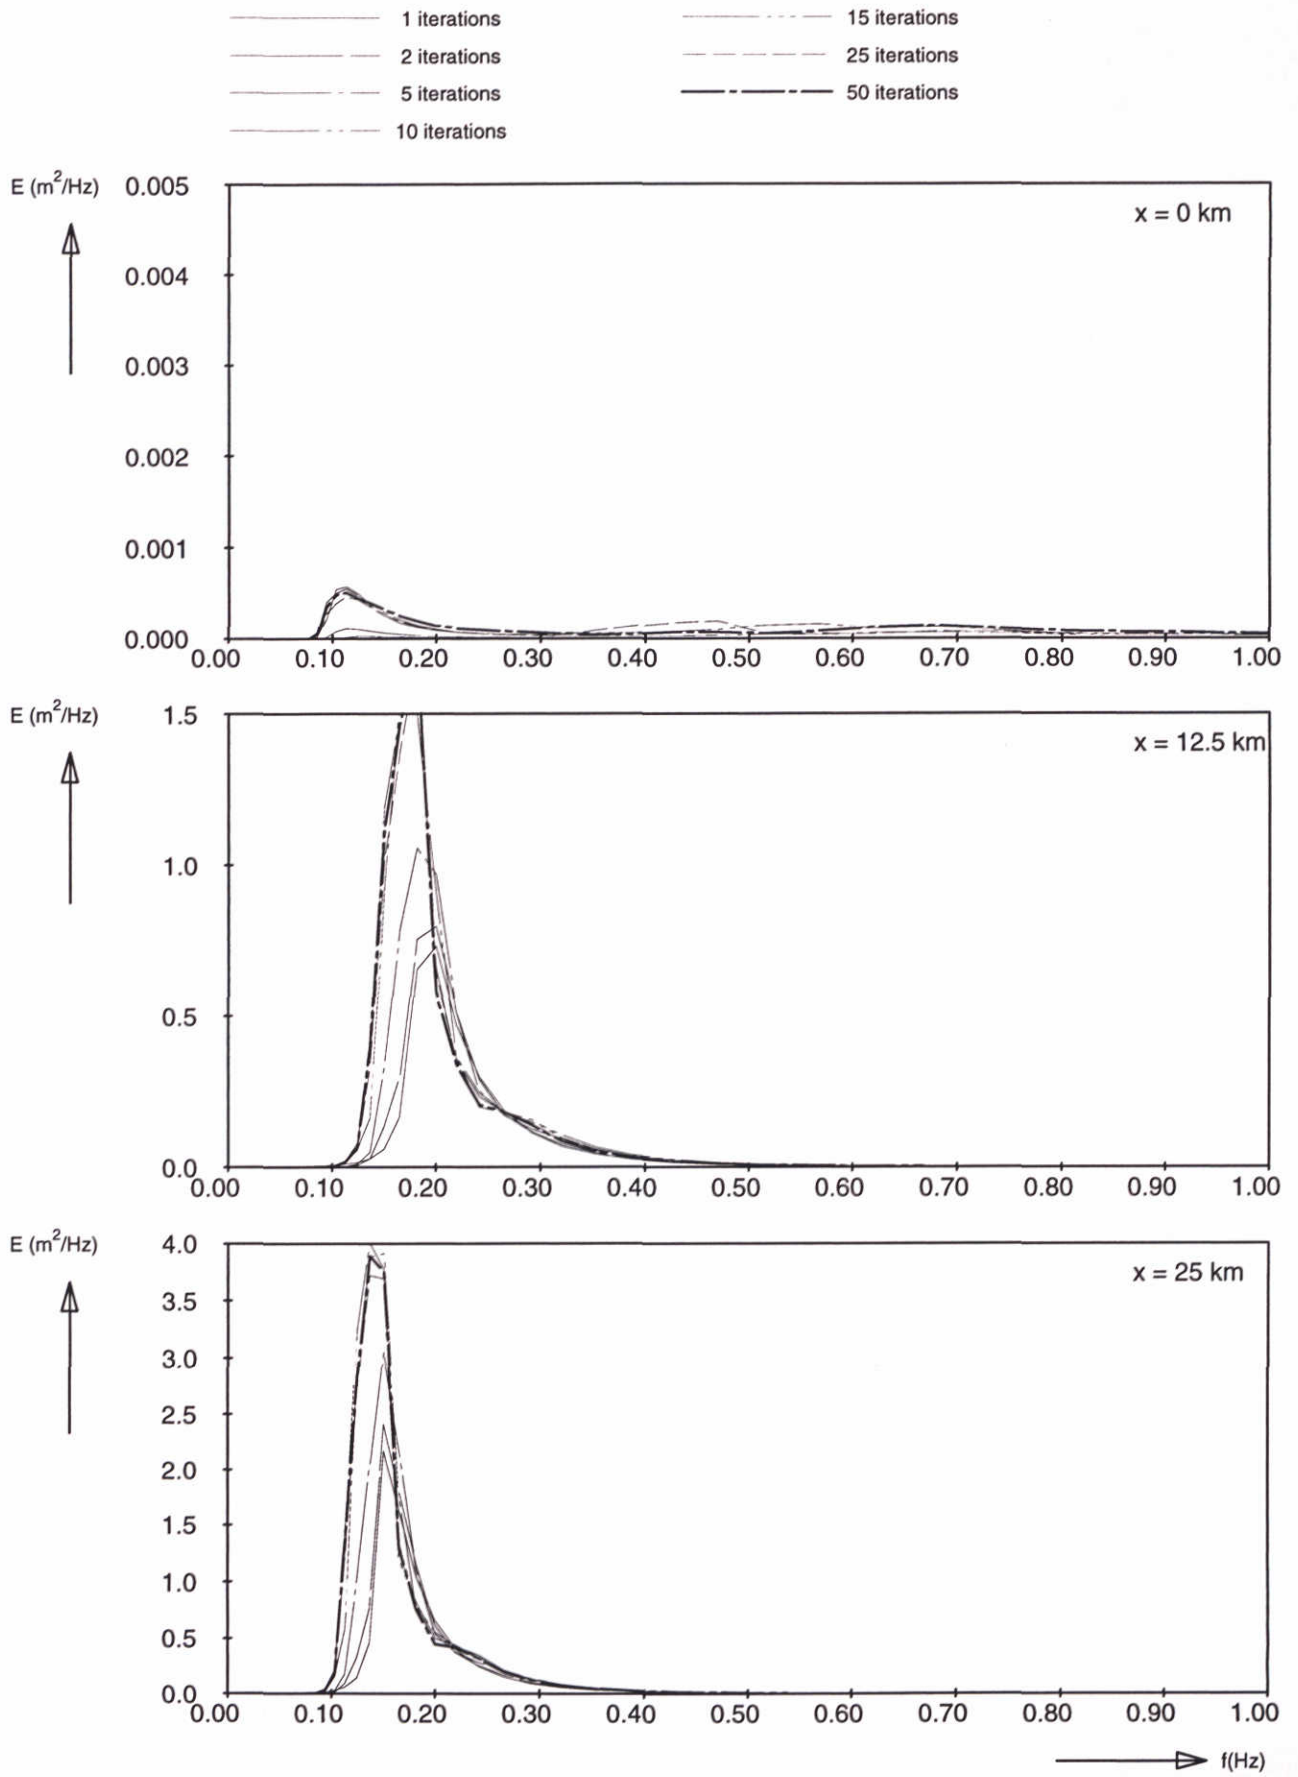 1 iterations
2 iterations
5 iterations
10 iterations
15 iterations
25 iterations
50 iterations
E (m²/Hz)
0.005
0.004
0.003
0.002
0.001
0.000
x = 0 km
0.00 0.10 0.20 0.30 0.40 0.50 0.60 0.70 0.80 0.90 1.00
E (m²/Hz)
1.5
1.0
0.5
0.0
x = 12.5 km
0.00 0.10 0.20 0.30 0.40 0.50 0.60 0.70 0.80 0.90 1.00
E (m²/Hz)
4.0
3.5
3.0
2.5
2.0
1.5
1.0
0.5
0.0
x = 25 km
0.00 0.10 0.20 0.30 0.40 0.50 0.60 0.70 0.80 0.90 1.00
f(Hz)